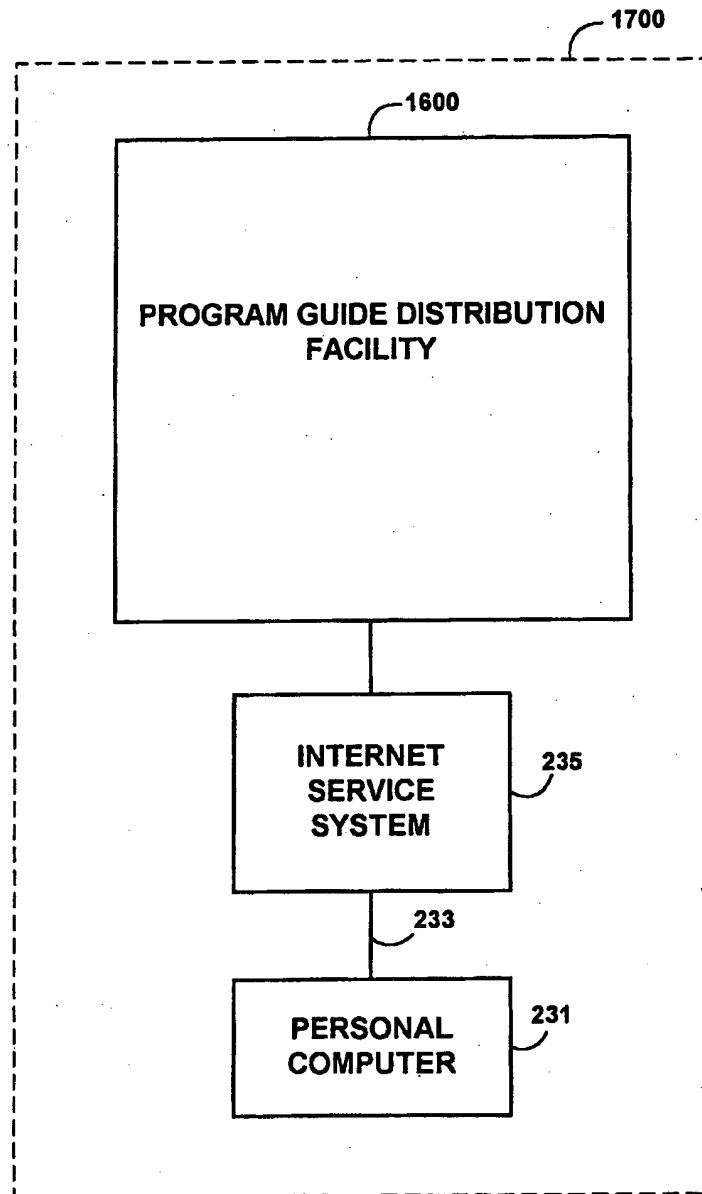 1700
1600
PROGRAM GUIDE DISTRIBUTION
FACILITY
INTERNET
SERVICE
SYSTEM
235
233
PERSONAL
COMPUTER
231